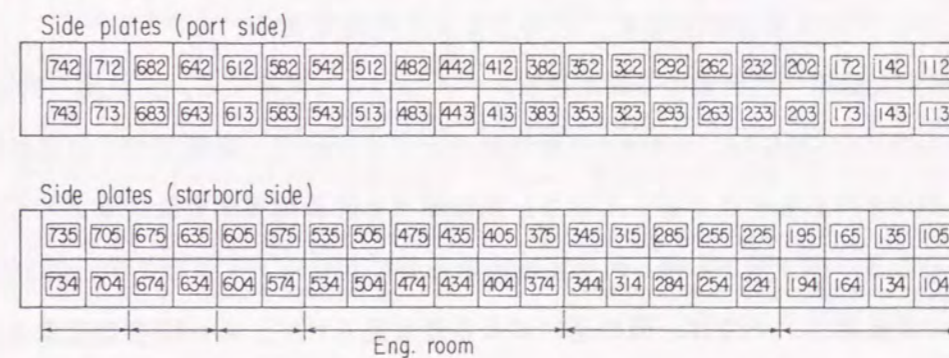 Side plates (port side)
742 712 682 642 612 582 542 512 482 442 412 382 352 322 292 262 232 202 172 142 112
743 713 683 643 613 583 543 513 483 443 413 383 353 323 293 263 233 203 173 143 113
Side plates (starbord side)
735 705 675 635 605 575 535 505 475 435 405 375 345 315 285 255 225 195 165 135 105
734 704 674 634 604 574 534 504 474 434 404 374 344 314 284 254 224 194 164 134 104
Eng. room